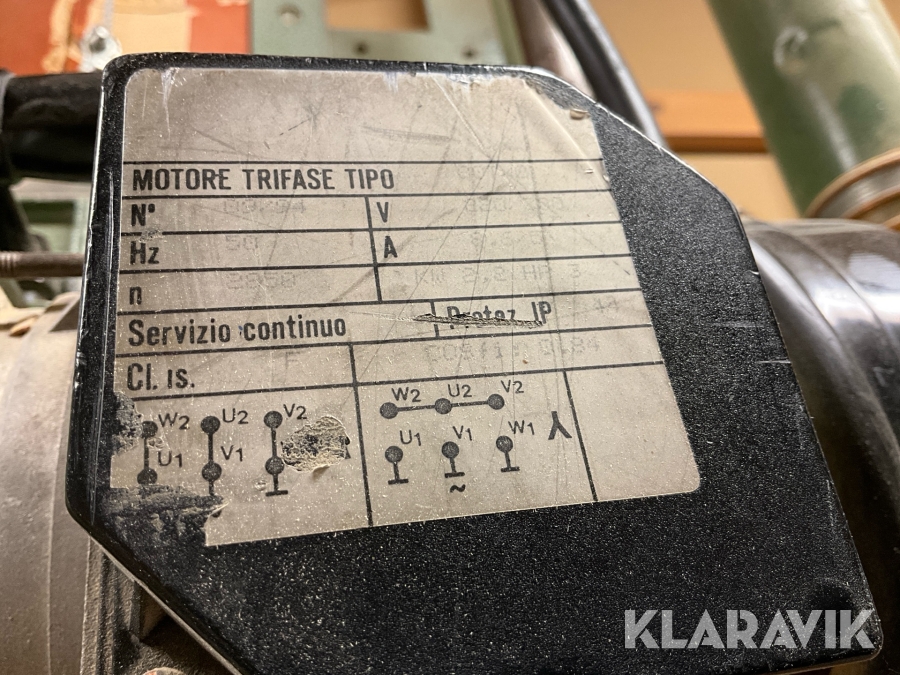 MOTORE TRIFASE TIPO
N° V
Hz 50 A
n KW 2,2 HP 3
Servizio continuo Protez. IP 44
Cl. is. F
W2 U2 V2 W2 U2 V2
U1 V1 U1 V1 W1
~
KLARAVIK